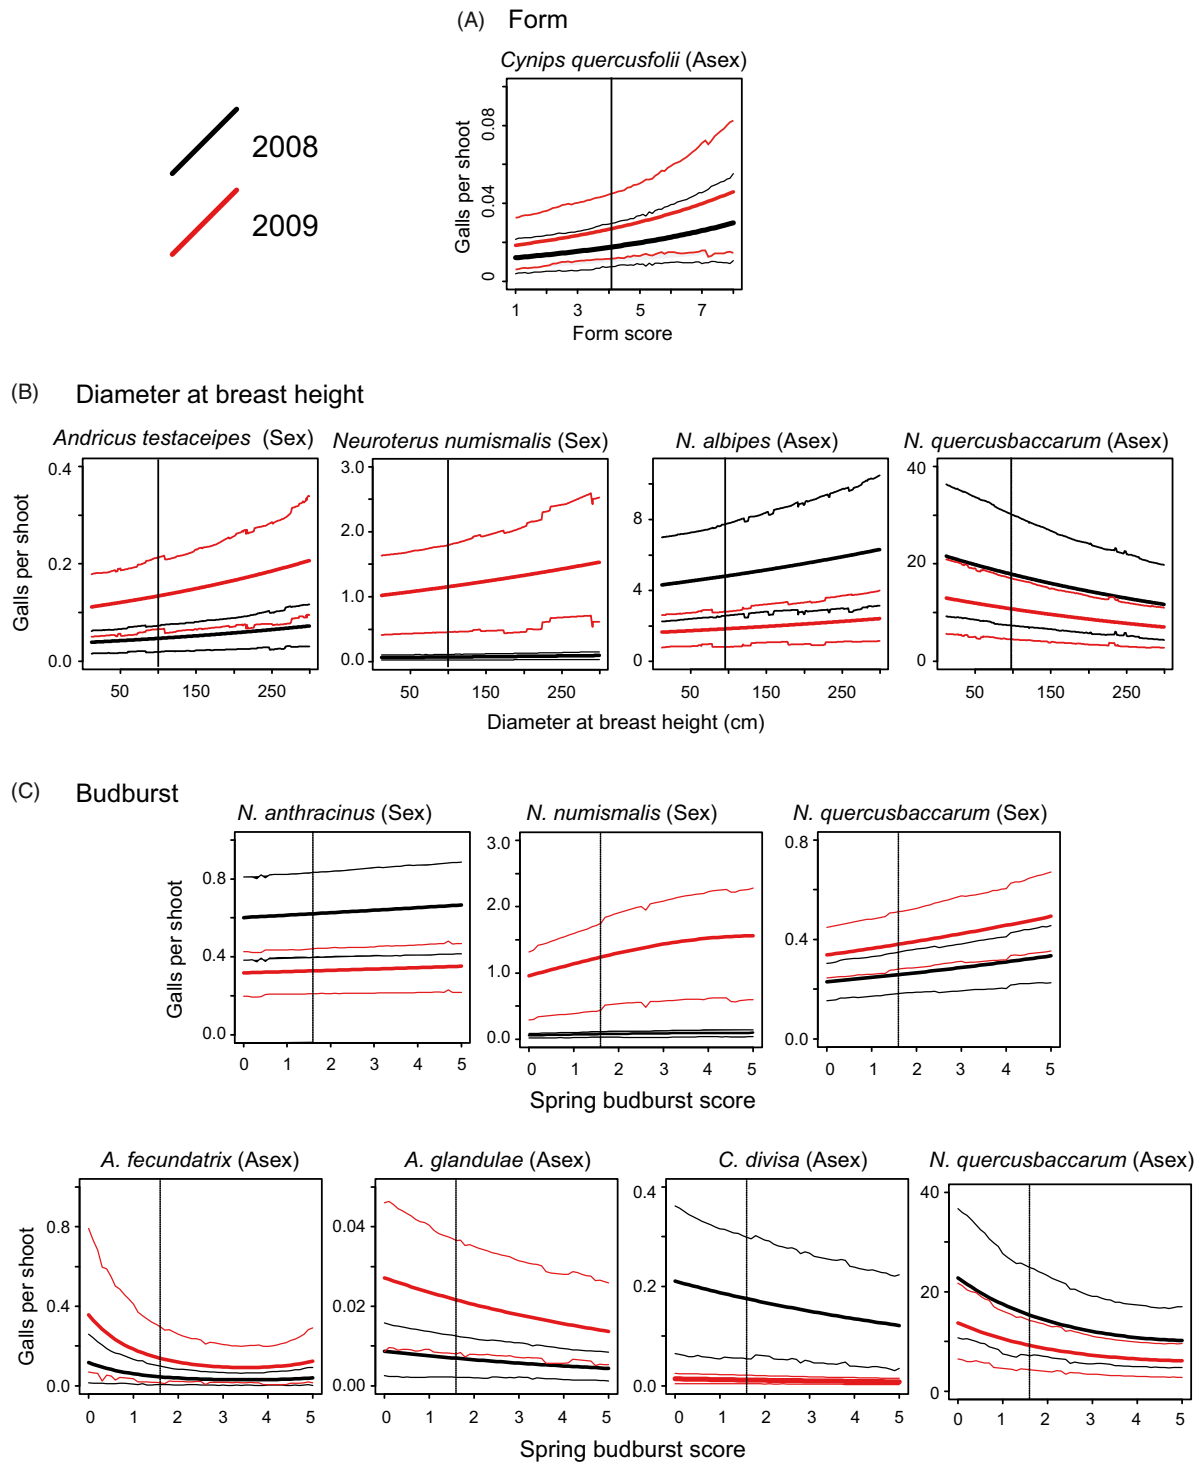 (A) Form
Cynips quercusfolii (Asex)
2008
2009
Galls per shoot
0.08
0.04
0
1 3 5 7
Form score
(B) Diameter at breast height
Andricus testaceipes (Sex)
Neuroterus numismalis (Sex)
N. albipes (Asex)
N. quercusbaccarum (Asex)
Galls per shoot
0.4
0.2
0.0
3.0
2.0
1.0
0.0
8
4
0
40
20
0
50 150 250
50 150 250
50 150 250
50 150 250
Diameter at breast height (cm)
(C) Budburst
N. anthracinus (Sex)
N. numismalis (Sex)
N. quercusbaccarum (Sex)
Galls per shoot
0.8
0.4
0.0
3.0
2.0
1.0
0.0
0.8
0.4
0.0
0 1 2 3 4 5
0 1 2 3 4 5
0 1 2 3 4 5
Spring budburst score
A. fecundatrix (Asex)
A. glandulae (Asex)
C. divisa (Asex)
N. quercusbaccarum (Asex)
Galls per shoot
0.8
0.4
0.0
0.04
0.02
0.00
0.4
0.2
0.0
40
20
0
0 1 2 3 4 5
0 1 2 3 4 5
0 1 2 3 4 5
0 1 2 3 4 5
Spring budburst score